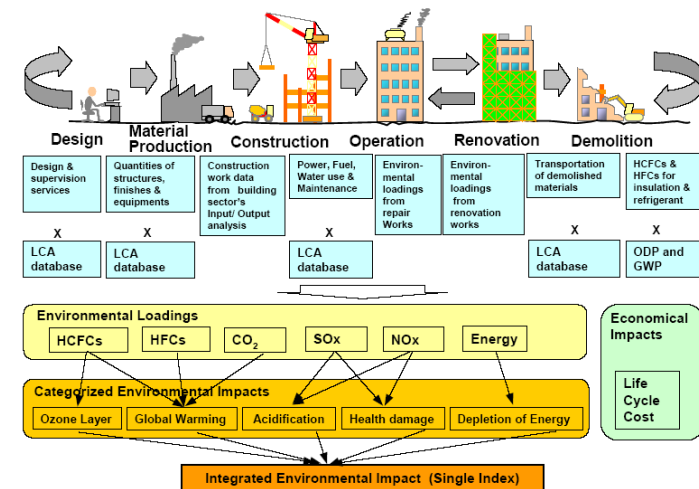 Design
Material
Production
Construction
Operation
Renovation
Demolition
Design &
supervision
services
Quantities of
structures,
finishes &
equipments
Construction
work data
from building
sector's
Input/ Output
analysis
Power, Fuel,
Water use &
Maintenance
Environ-
mental
loadings
from
repair
Works
Environ-
mental
loadings
from
renovation
works
Transportation
of demolished
materials
HCFCs &
HFCs for
insulation &
refrigerant
X
X
X
X
X
LCA
database
LCA
database
LCA
database
LCA
database
ODP and
GWP
Environmental Loadings
HCFCs
HFCs
CO₂
SOx
NOx
Energy
Categorized Environmental Impacts
Ozone Layer
Global Warming
Acidification
Health damage
Depletion of Energy
Integrated Environmental Impact (Single Index)
Economical
Impacts
Life
Cycle
Cost